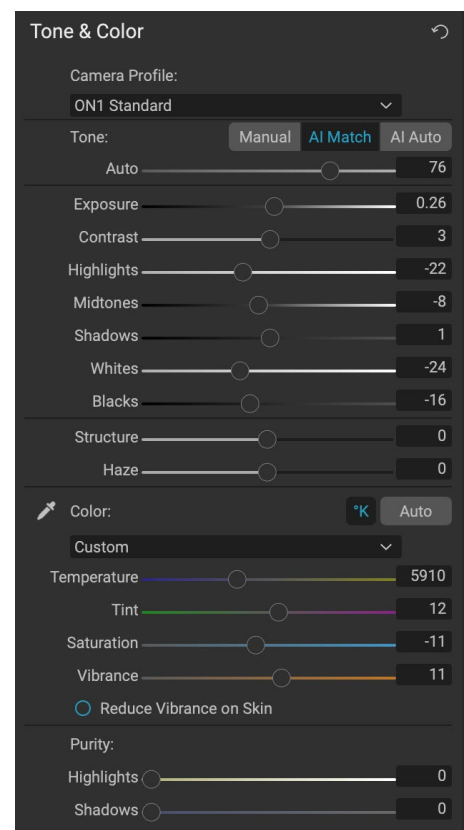 Tone & Color
Camera Profile:
ON1 Standard
Tone: Manual AI Match AI Auto
Auto 76
Exposure 0.26
Contrast 3
Highlights -22
Midtones -8
Shadows 1
Whites -24
Blacks -16
Structure 0
Haze 0
Color: °K Auto
Custom
Temperature 5910
Tint 12
Saturation -11
Vibrance 11
Reduce Vibrance on Skin
Purity:
Highlights 0
Shadows 0